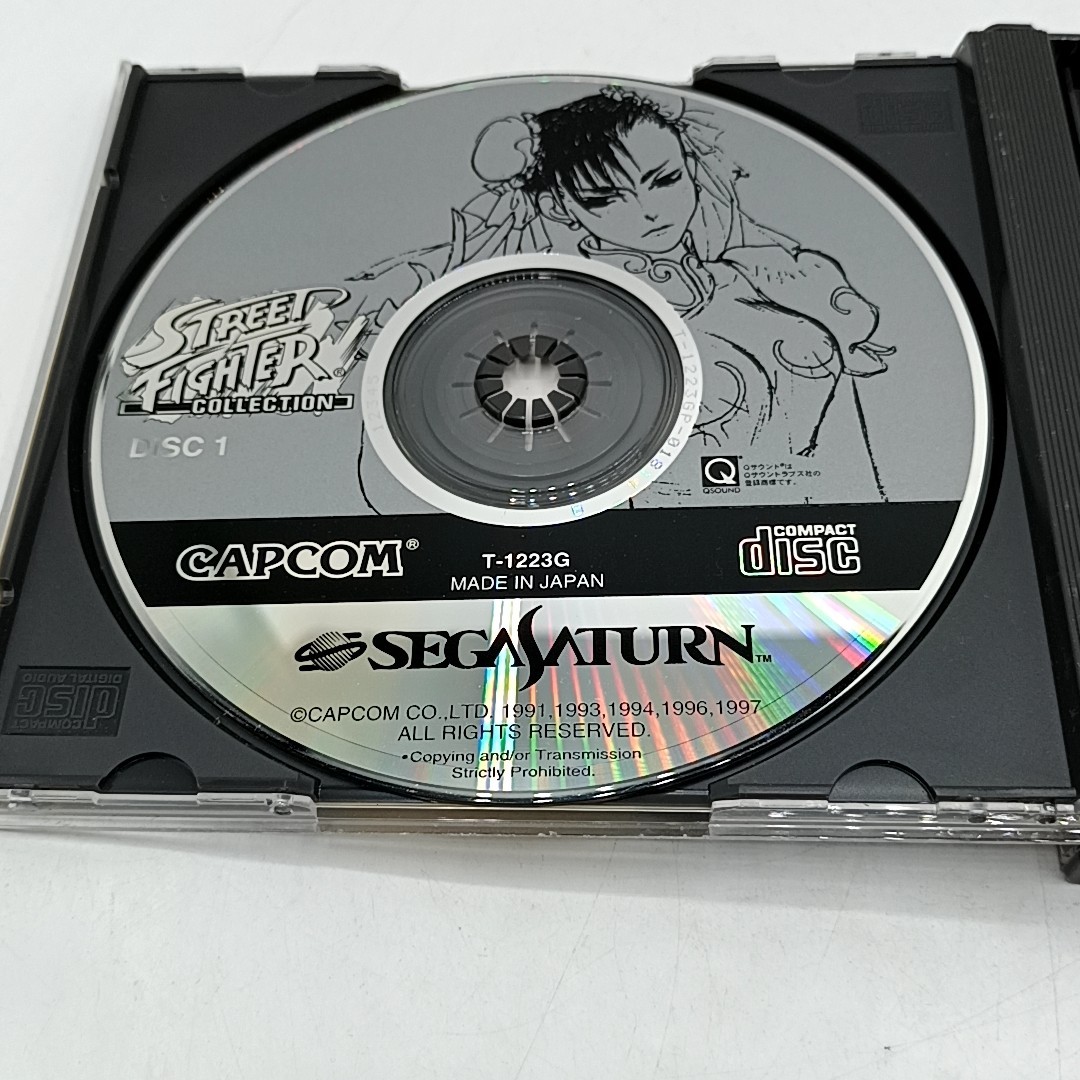 STREET
FIGHTER®
COLLECTION
DISC 1
T-1223GP-01B
Q
QSOUND
Qサウンド®は
Qサウンドラブス社の
登録商標です。
CAPCOM®
T-1223G
MADE IN JAPAN
COMPACT
disc
SEGA SATURN™
©CAPCOM CO.,LTD. 1991,1993,1994,1996,1997
ALL RIGHTS RESERVED.
•Copying and/or Transmission
Strictly Prohibited.
COMPACT
disc
DIGITAL AUDIO